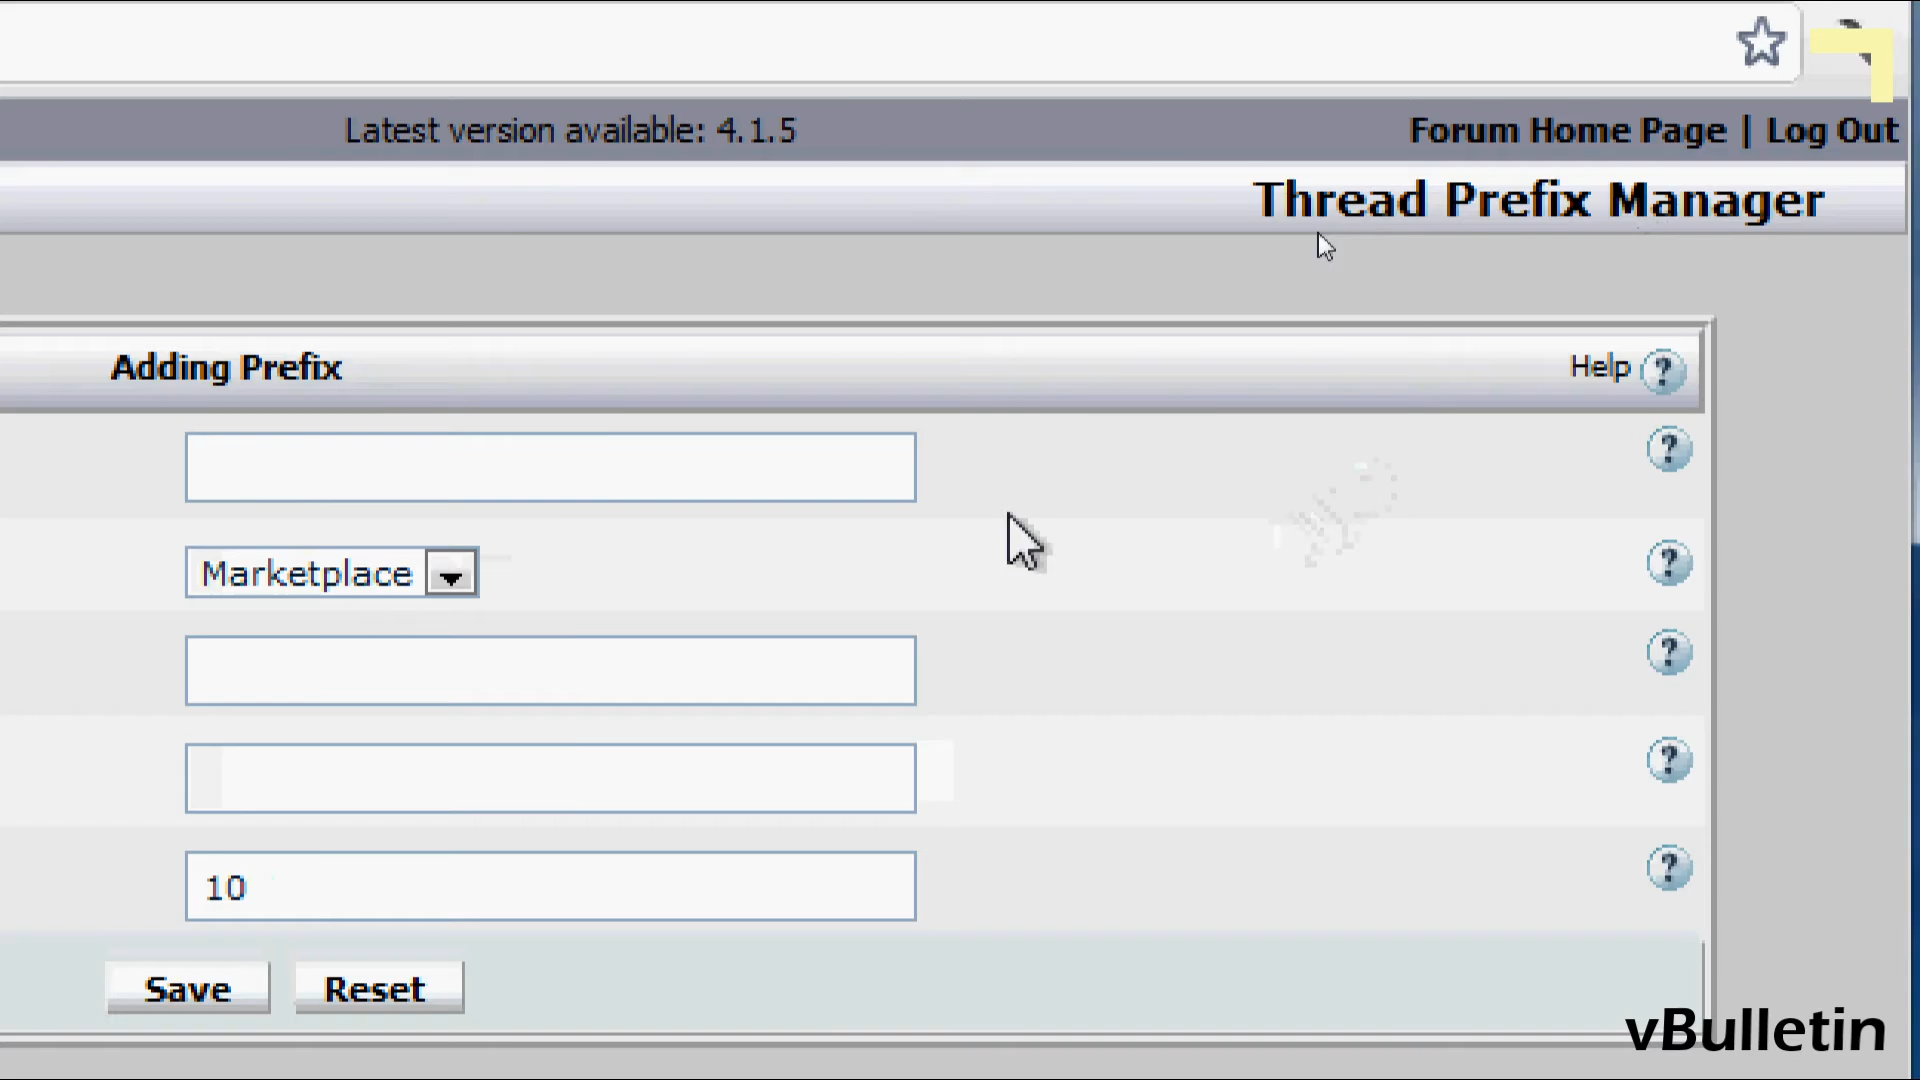 Latest version available: 4.1.5
Forum Home Page | Log Out
Thread Prefix Manager
Adding Prefix
Help ?
?
Marketplace
?
?
?
10
?
Save Reset
vBulletin